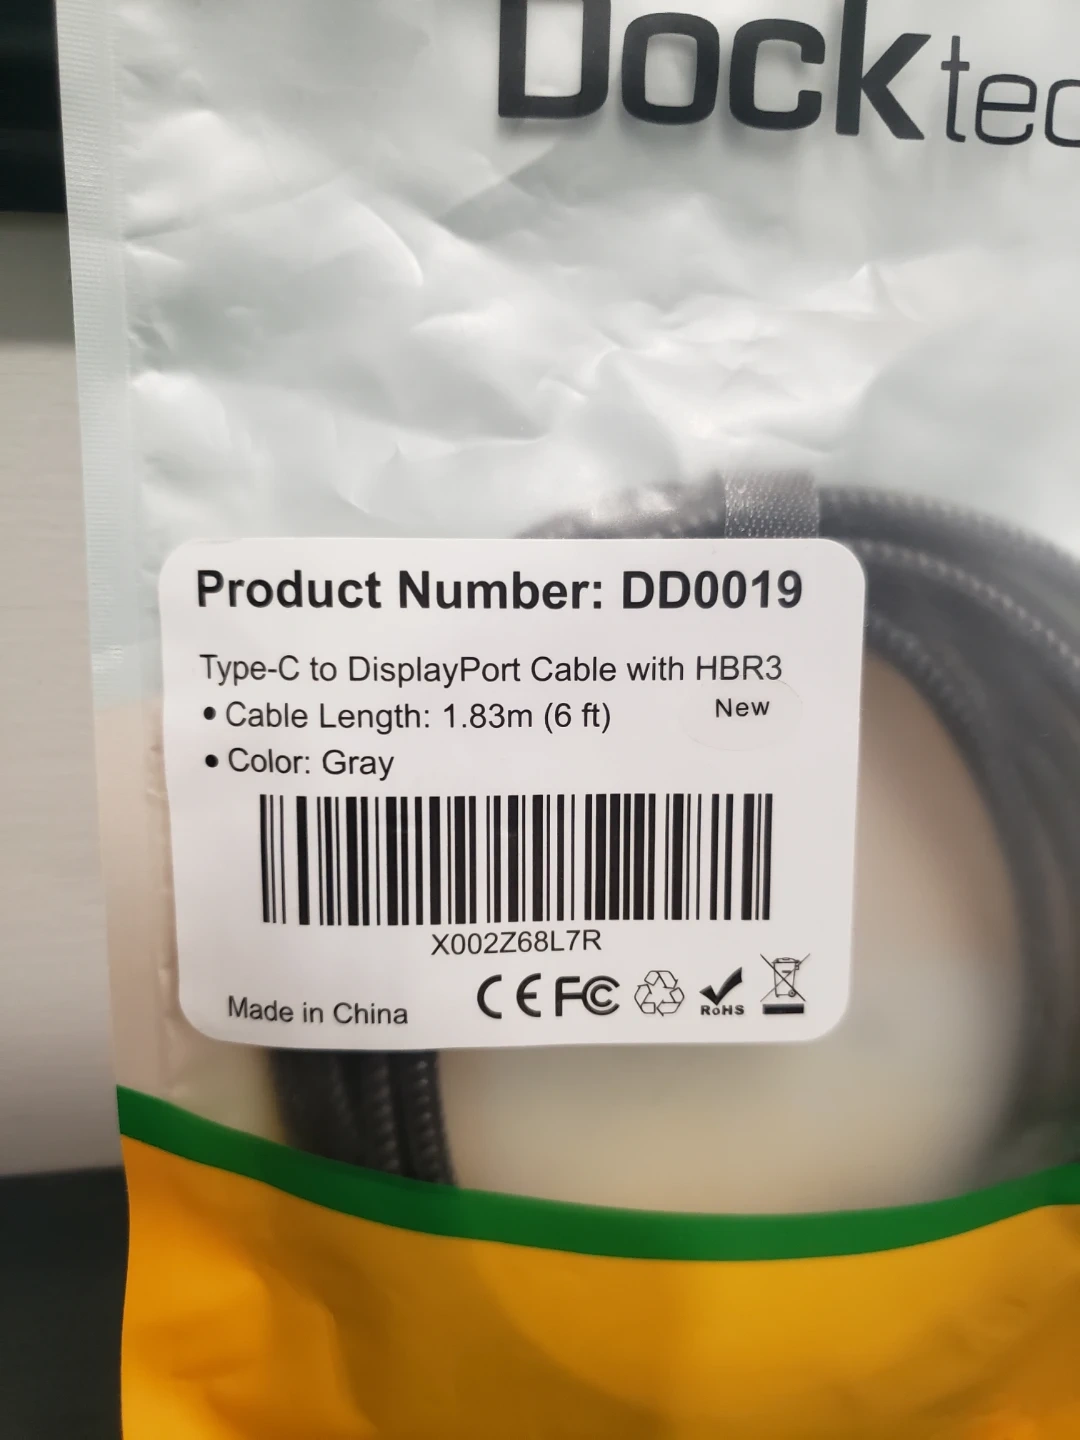 Docktec
Product Number: DD0019
Type-C to DisplayPort Cable with HBR3
• Cable Length: 1.83m (6 ft)
New
• Color: Gray
X002Z68L7R
Made in China
CE FC RoHS